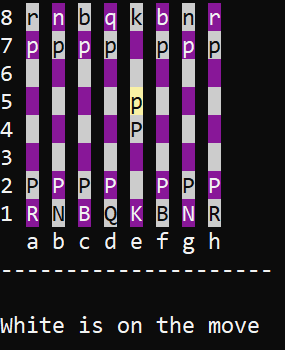 8 r n b q k b n r
7 p p p p   p p p
6
5         p
4         P
3
2 P P P P   P P P
1 R N B Q K B N R
  a b c d e f g h
---------------------
White is on the move